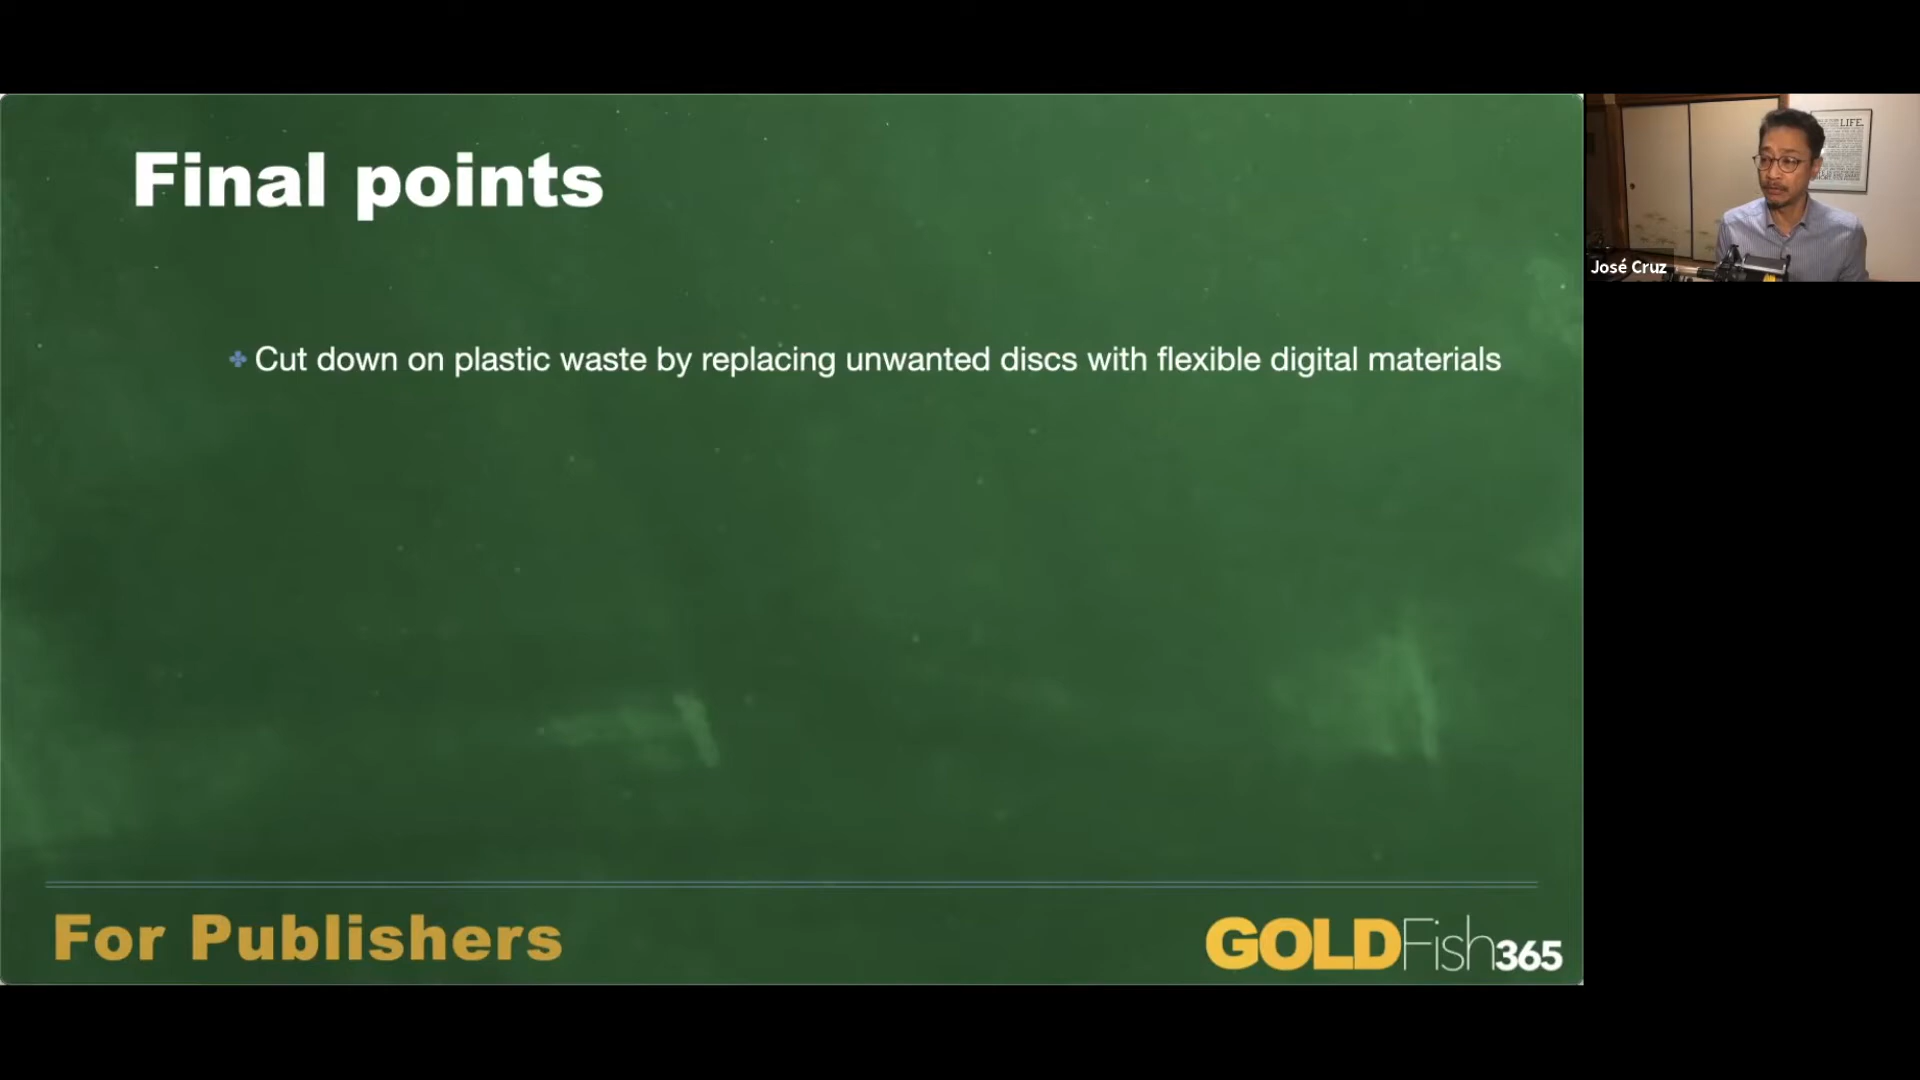 Final points
Cut down on plastic waste by replacing unwanted discs with flexible digital materials
For Publishers
GOLDFish365
LIFE.
José Cruz